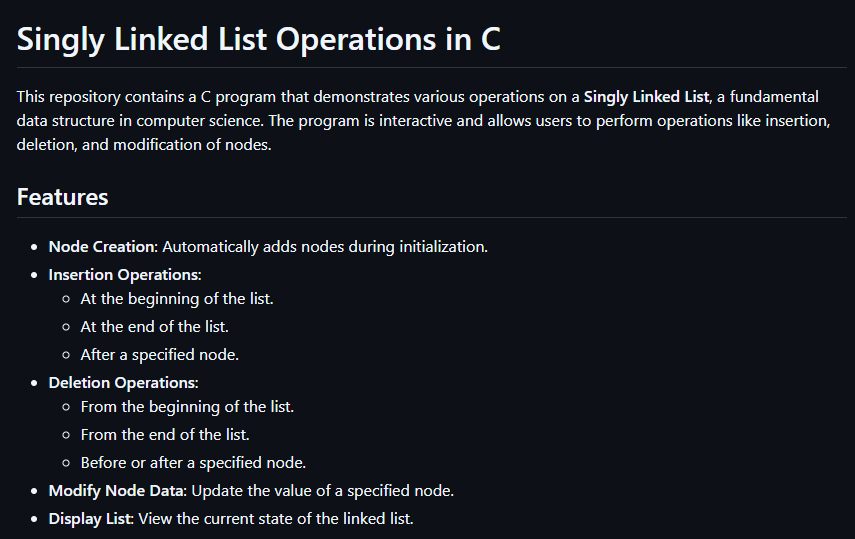 Singly Linked List Operations in C
This repository contains a C program that demonstrates various operations on a Singly Linked List, a fundamental
data structure in computer science. The program is interactive and allows users to perform operations like insertion,
deletion, and modification of nodes.
Features
• Node Creation: Automatically adds nodes during initialization.
• Insertion Operations:
◦ At the beginning of the list.
◦ At the end of the list.
◦ After a specified node.
• Deletion Operations:
◦ From the beginning of the list.
◦ From the end of the list.
◦ Before or after a specified node.
• Modify Node Data: Update the value of a specified node.
• Display List: View the current state of the linked list.